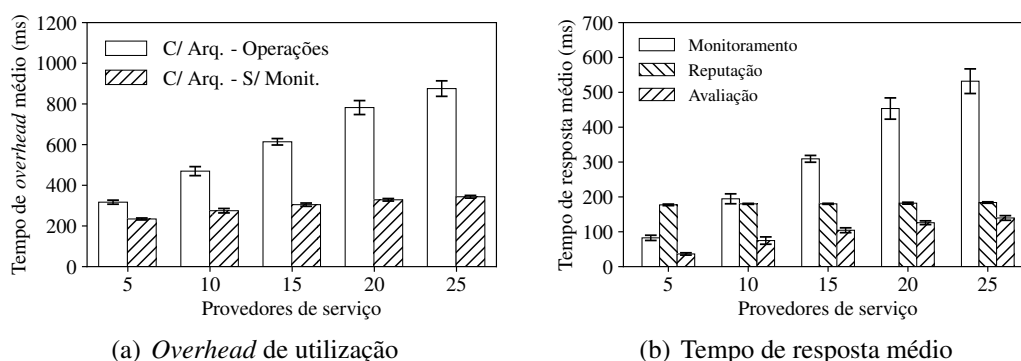 1200
1000
800
600
400
200
0
Tempo de overhead médio (ms)
C/ Arq. - Operações
C/ Arq. - S/ Monit.
5 10 15 20 25
Provedores de serviço
(a) Overhead de utilização
700
600
500
400
300
200
100
0
Tempo de resposta médio (ms)
Monitoramento
Reputação
Avaliação
5 10 15 20 25
Provedores de serviço
(b) Tempo de resposta médio